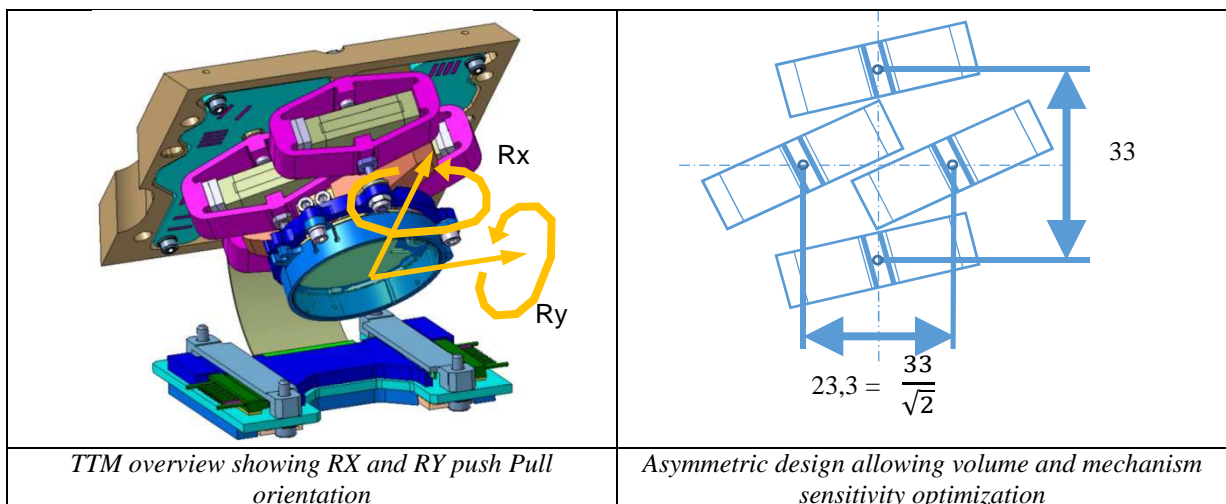 Rx
Ry
33
23,3 = 33
√2
TTM overview showing RX and RY push Pull
orientation
Asymmetric design allowing volume and mechanism
sensitivity optimization